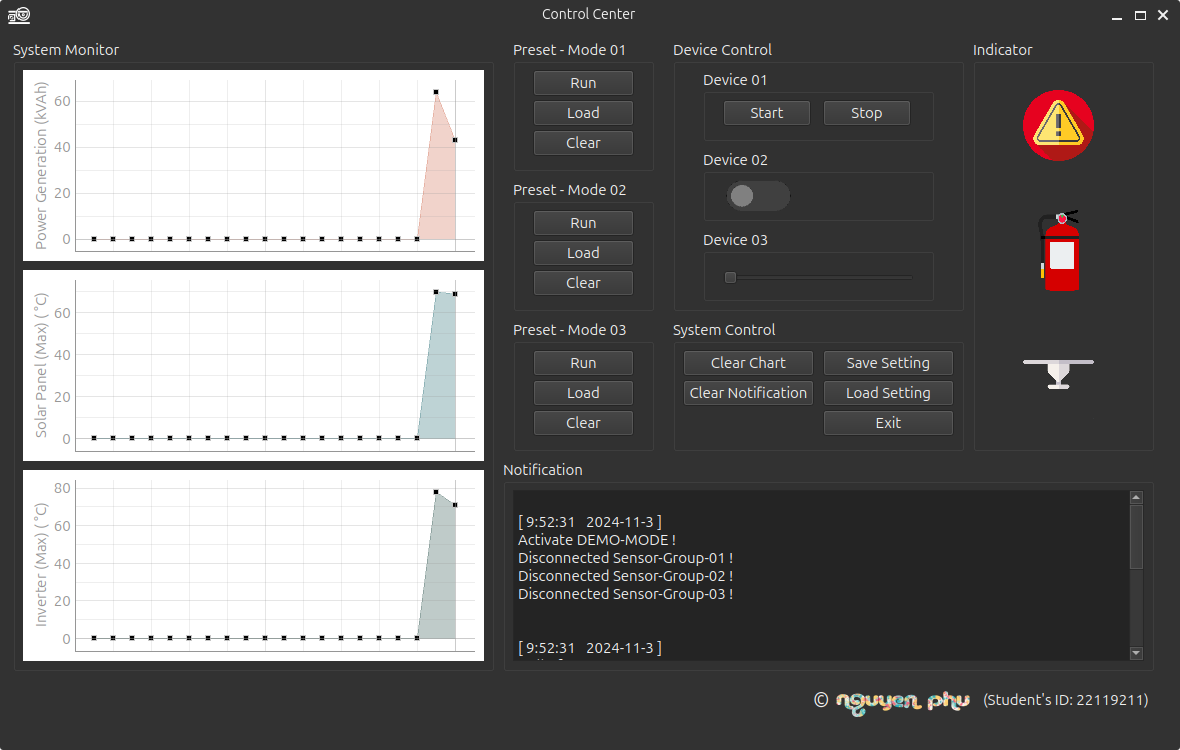 Control Center
System Monitor
Power Generation (kVAh)
60
40
20
0
Solar Panel (Max) (°C)
60
40
20
0
Inverter (Max) (°C)
80
60
40
20
0
Preset - Mode 01
Run
Load
Clear
Preset - Mode 02
Run
Load
Clear
Preset - Mode 03
Run
Load
Clear
Device Control
Device 01
Start Stop
Device 02
Device 03
System Control
Clear Chart Save Setting
Clear Notification Load Setting
Exit
Indicator
Notification
[ 9:52:31 2024-11-3 ]
Activate DEMO-MODE !
Disconnected Sensor-Group-01 !
Disconnected Sensor-Group-02 !
Disconnected Sensor-Group-03 !
[ 9:52:31 2024-11-3 ]
© nguyen phu (Student's ID: 22119211)